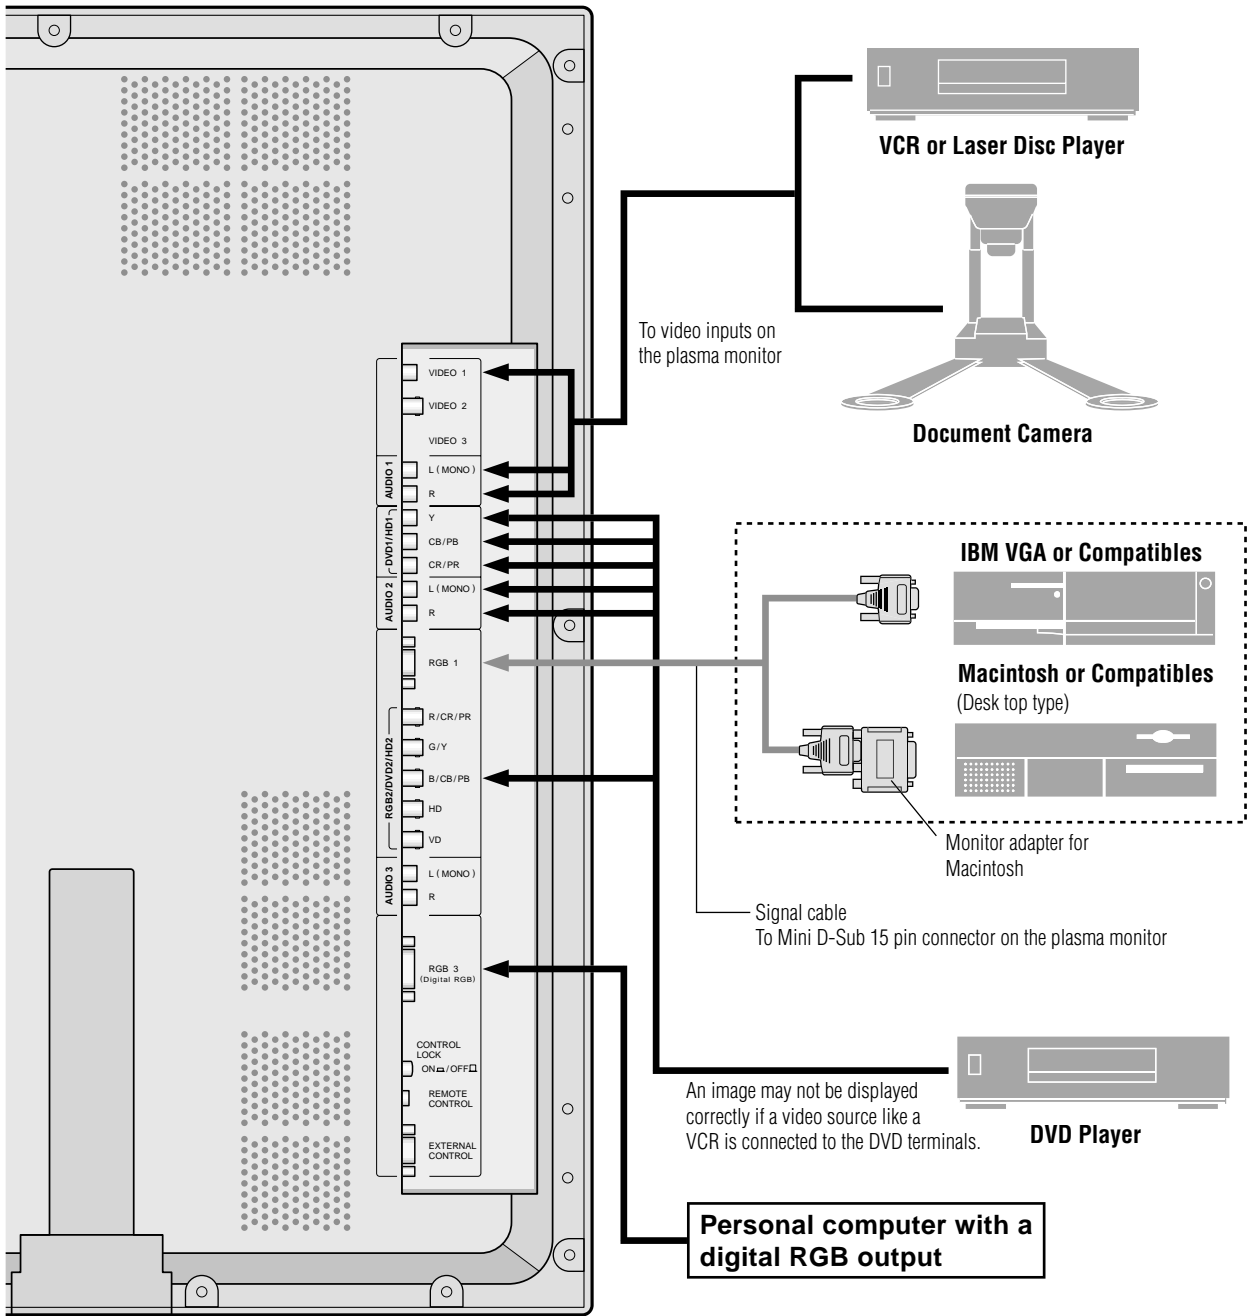 VCR or Laser Disc Player
To video inputs on
the plasma monitor
Document Camera
VIDEO 1
VIDEO 2
VIDEO 3
AUDIO 1
L ( MONO )
R
DVD1/HD1
Y
CB/PB
CR/PR
AUDIO 2
L ( MONO )
R
RGB 1
RGB2/DVD2/HD2
R/CR/PR
G/Y
B/CB/PB
HD
VD
AUDIO 3
L ( MONO )
R
RGB 3
(Digital RGB)
CONTROL
LOCK
ON / OFF
REMOTE
CONTROL
EXTERNAL
CONTROL
IBM VGA or Compatibles
Macintosh or Compatibles
(Desk top type)
Monitor adapter for
Macintosh
Signal cable
To Mini D-Sub 15 pin connector on the plasma monitor
An image may not be displayed
correctly if a video source like a
VCR is connected to the DVD terminals.
DVD Player
Personal computer with a
digital RGB output